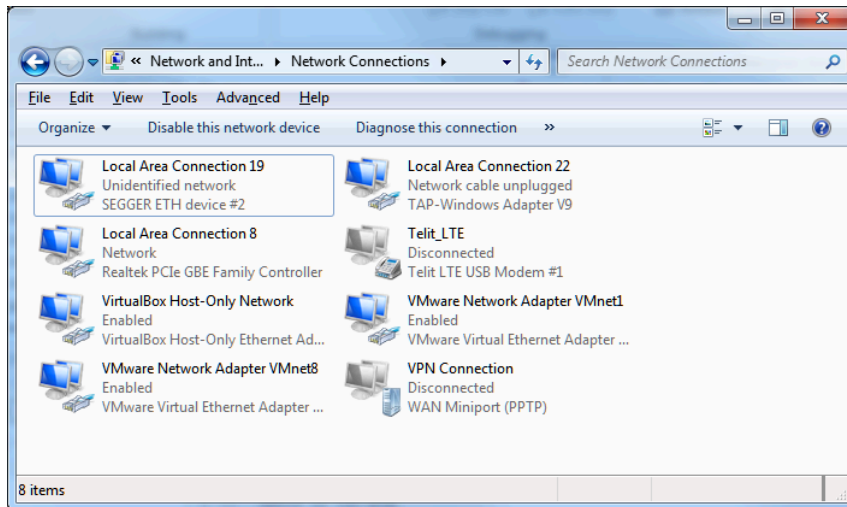 « Network and Int... ▸ Network Connections ▸
Search Network Connections
File Edit View Tools Advanced Help
Organize Disable this network device Diagnose this connection »
Local Area Connection 19
Unidentified network
SEGGER ETH device #2
Local Area Connection 22
Network cable unplugged
TAP-Windows Adapter V9
Local Area Connection 8
Network
Realtek PCIe GBE Family Controller
Telit_LTE
Disconnected
Telit LTE USB Modem #1
VirtualBox Host-Only Network
Enabled
VirtualBox Host-Only Ethernet Ad...
VMware Network Adapter VMnet1
Enabled
VMware Virtual Ethernet Adapter ...
VMware Network Adapter VMnet8
Enabled
VMware Virtual Ethernet Adapter ...
VPN Connection
Disconnected
WAN Miniport (PPTP)
8 items